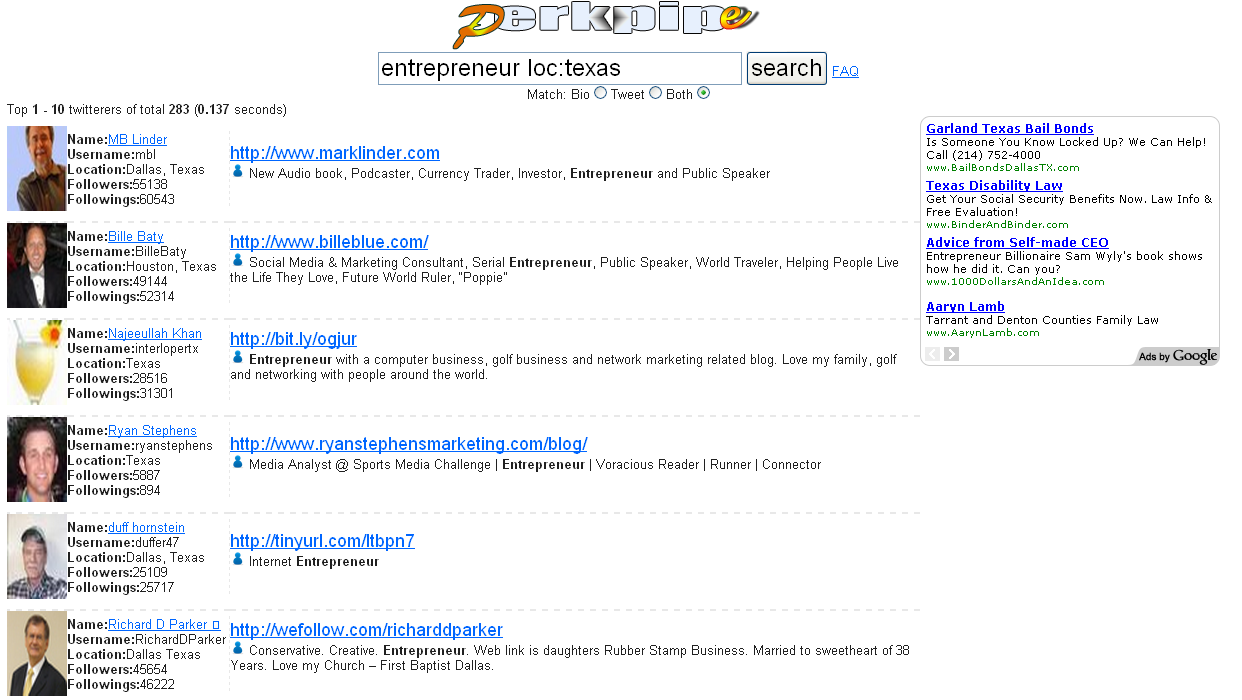 Perkpipe
entrepreneur loc:texas search FAQ
Match: Bio Tweet Both
Top 1 - 10 twitterers of total 283 (0.137 seconds)
Name:MB Linder
Username:mbl
Location:Dallas, Texas
Followers:55138
Followings:60543
http://www.marklinder.com
New Audio book, Podcaster, Currency Trader, Investor, Entrepreneur and Public Speaker
Name:Bille Baty
Username:BilleBaty
Location:Houston, Texas
Followers:49144
Followings:52314
http://www.billeblue.com/
Social Media & Marketing Consultant, Serial Entrepreneur, Public Speaker, World Traveler, Helping People Live
the Life They Love, Future World Ruler, "Poppie"
Name:Najeeullah Khan
Username:interlopertx
Location:Texas
Followers:28516
Followings:31301
http://bit.ly/ogjur
Entrepreneur with a computer business, golf business and network marketing related blog. Love my family, golf
and networking with people around the world.
Name:Ryan Stephens
Username:ryanstephens
Location:Texas
Followers:5887
Followings:894
http://www.ryanstephensmarketing.com/blog/
Media Analyst @ Sports Media Challenge | Entrepreneur | Voracious Reader | Runner | Connector
Name:duff hornstein
Username:duffer47
Location:Dallas, Texas
Followers:25109
Followings:25717
http://tinyurl.com/ltbpn7
Internet Entrepreneur
Name:Richard D Parker
Username:RichardDParker
Location:Dallas Texas
Followers:45654
Followings:46222
http://wefollow.com/richarddparker
Conservative. Creative. Entrepreneur. Web link is daughters Rubber Stamp Business. Married to sweetheart of 38
Years. Love my Church – First Baptist Dallas.
Garland Texas Bail Bonds
Is Someone You Know Locked Up? We Can Help!
Call (214) 752-4000
www.BailBondsDallasTX.com
Texas Disability Law
Get Your Social Security Benefits Now. Law Info &
Free Evaluation!
www.BinderAndBinder.com
Advice from Self-made CEO
Entrepreneur Billionaire Sam Wyly's book shows
how he did it. Can you?
www.1000DollarsAndAnIdea.com
Aaryn Lamb
Tarrant and Denton Counties Family Law
www.AarynLamb.com
Ads by Google